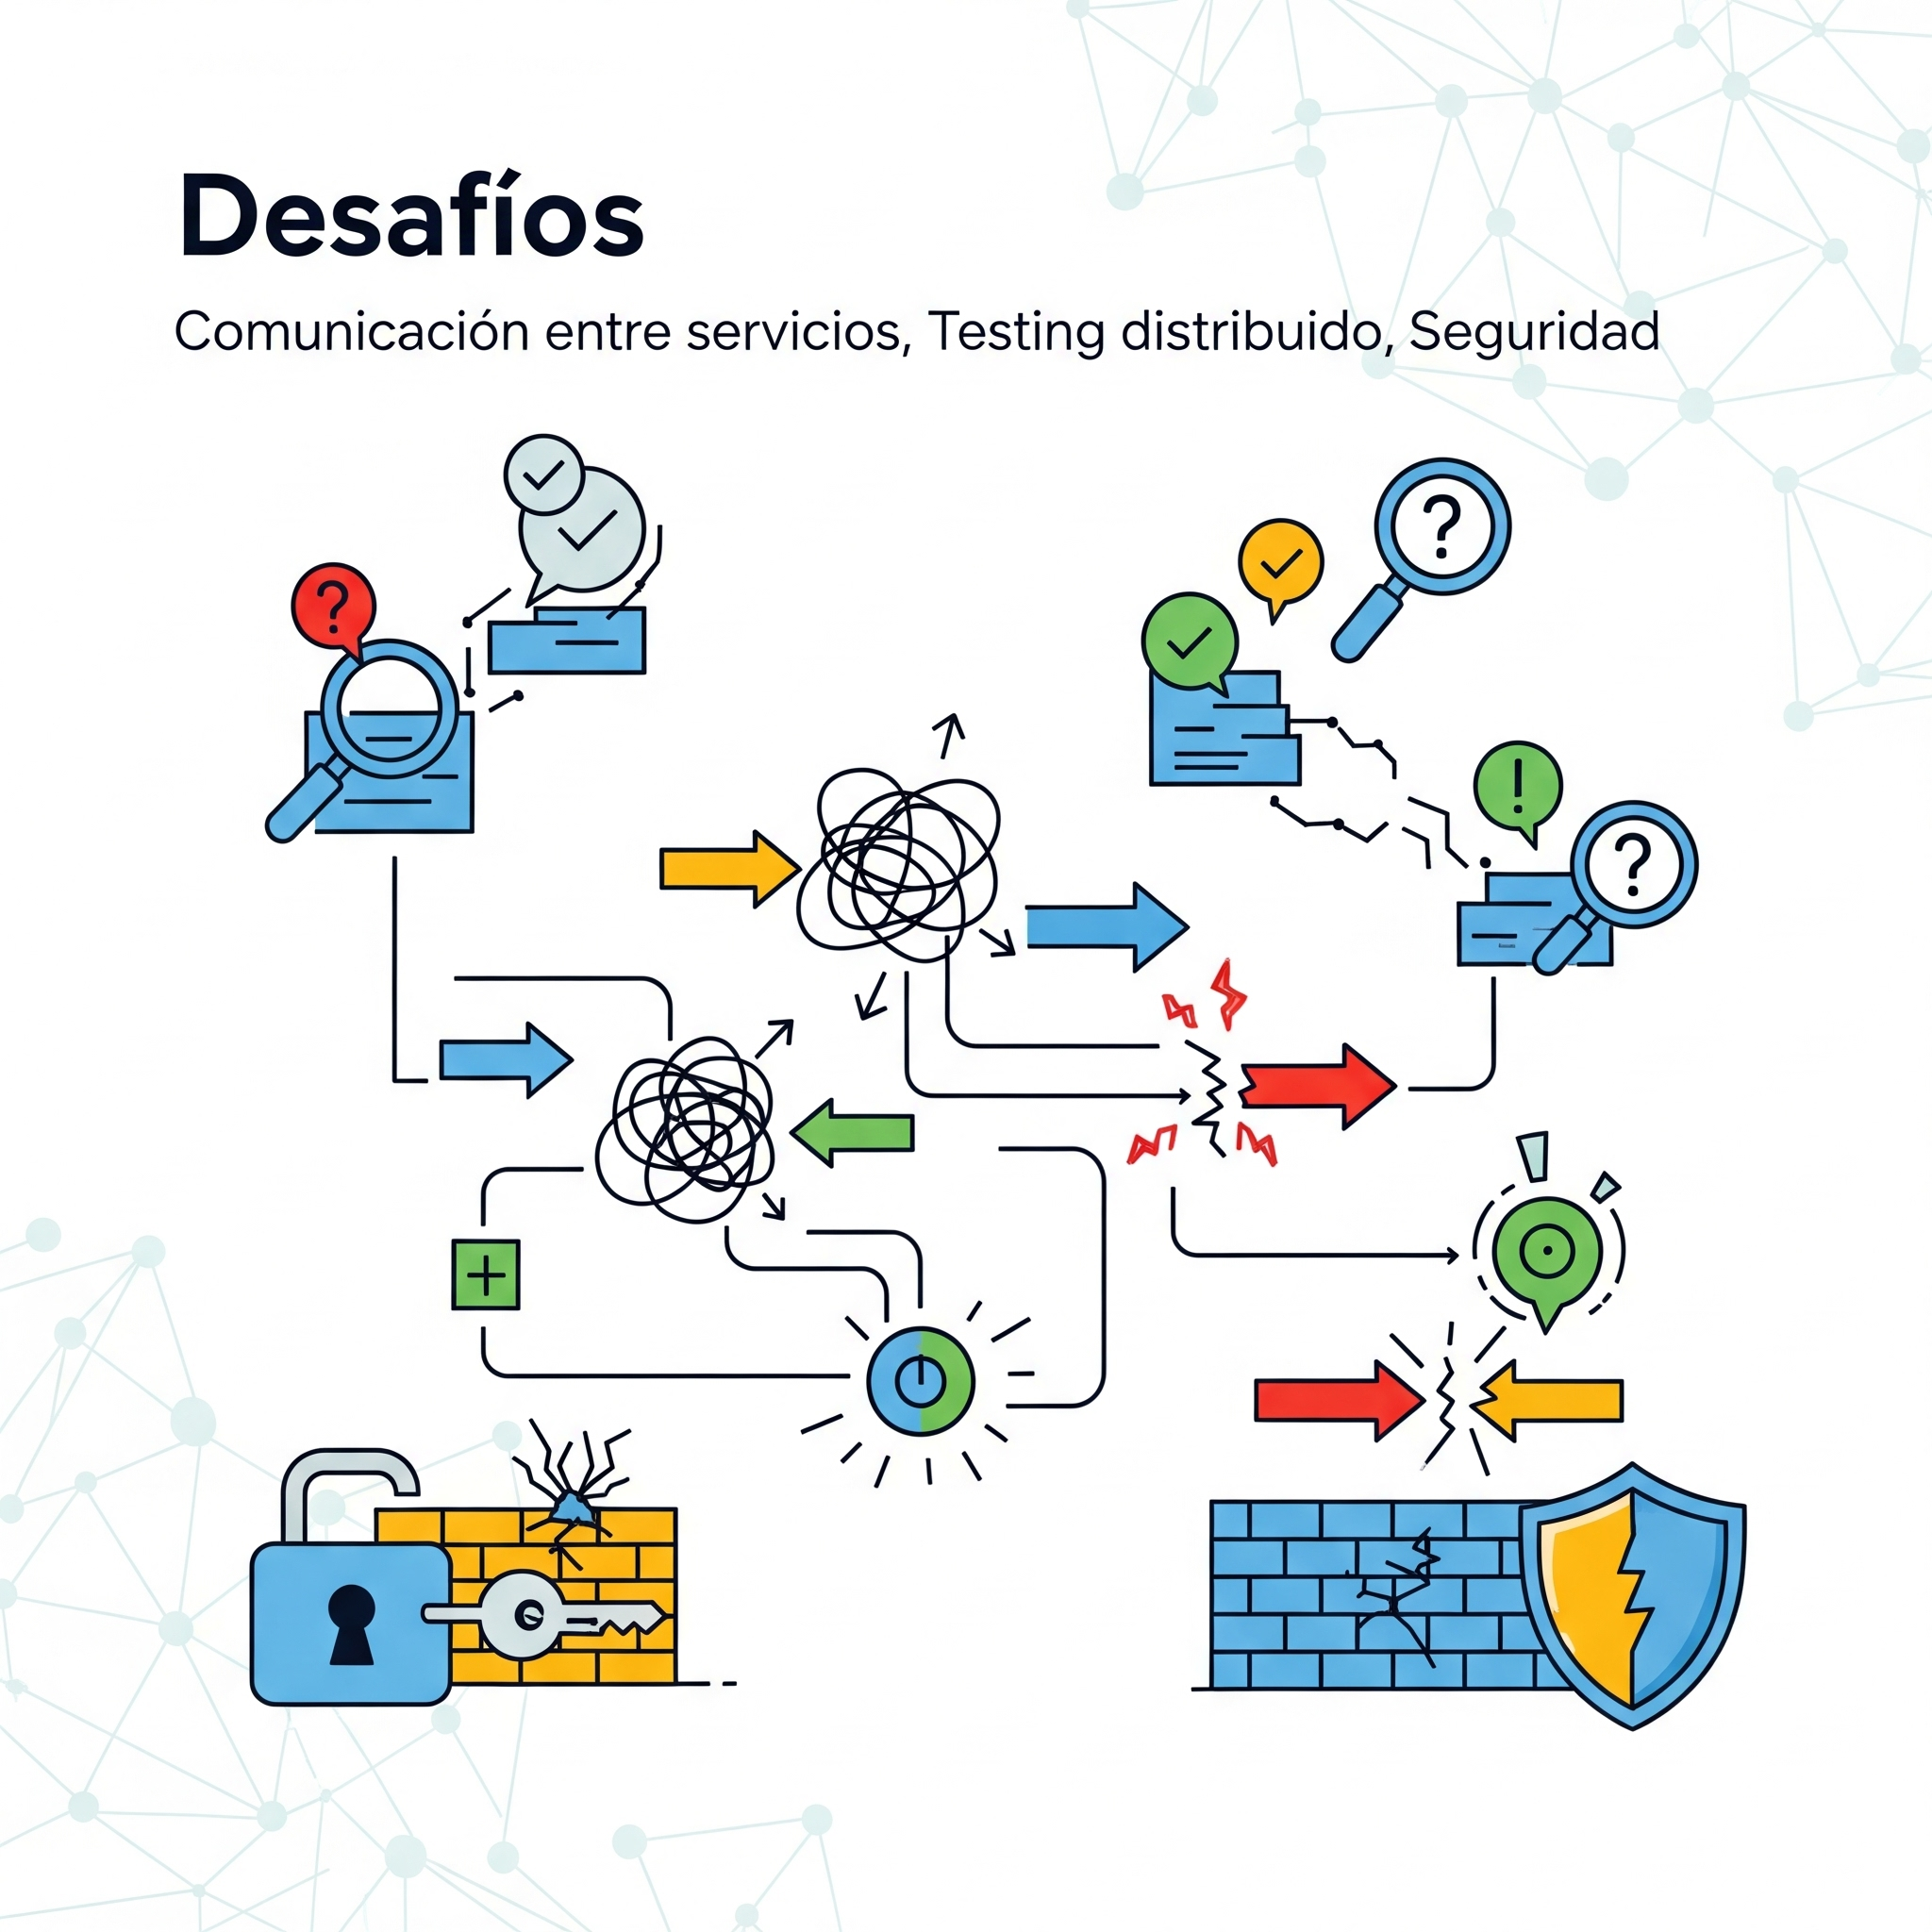 Desafíos
Comunicación entre servicios, Testing distribuido, Seguridad
?
?
!
?